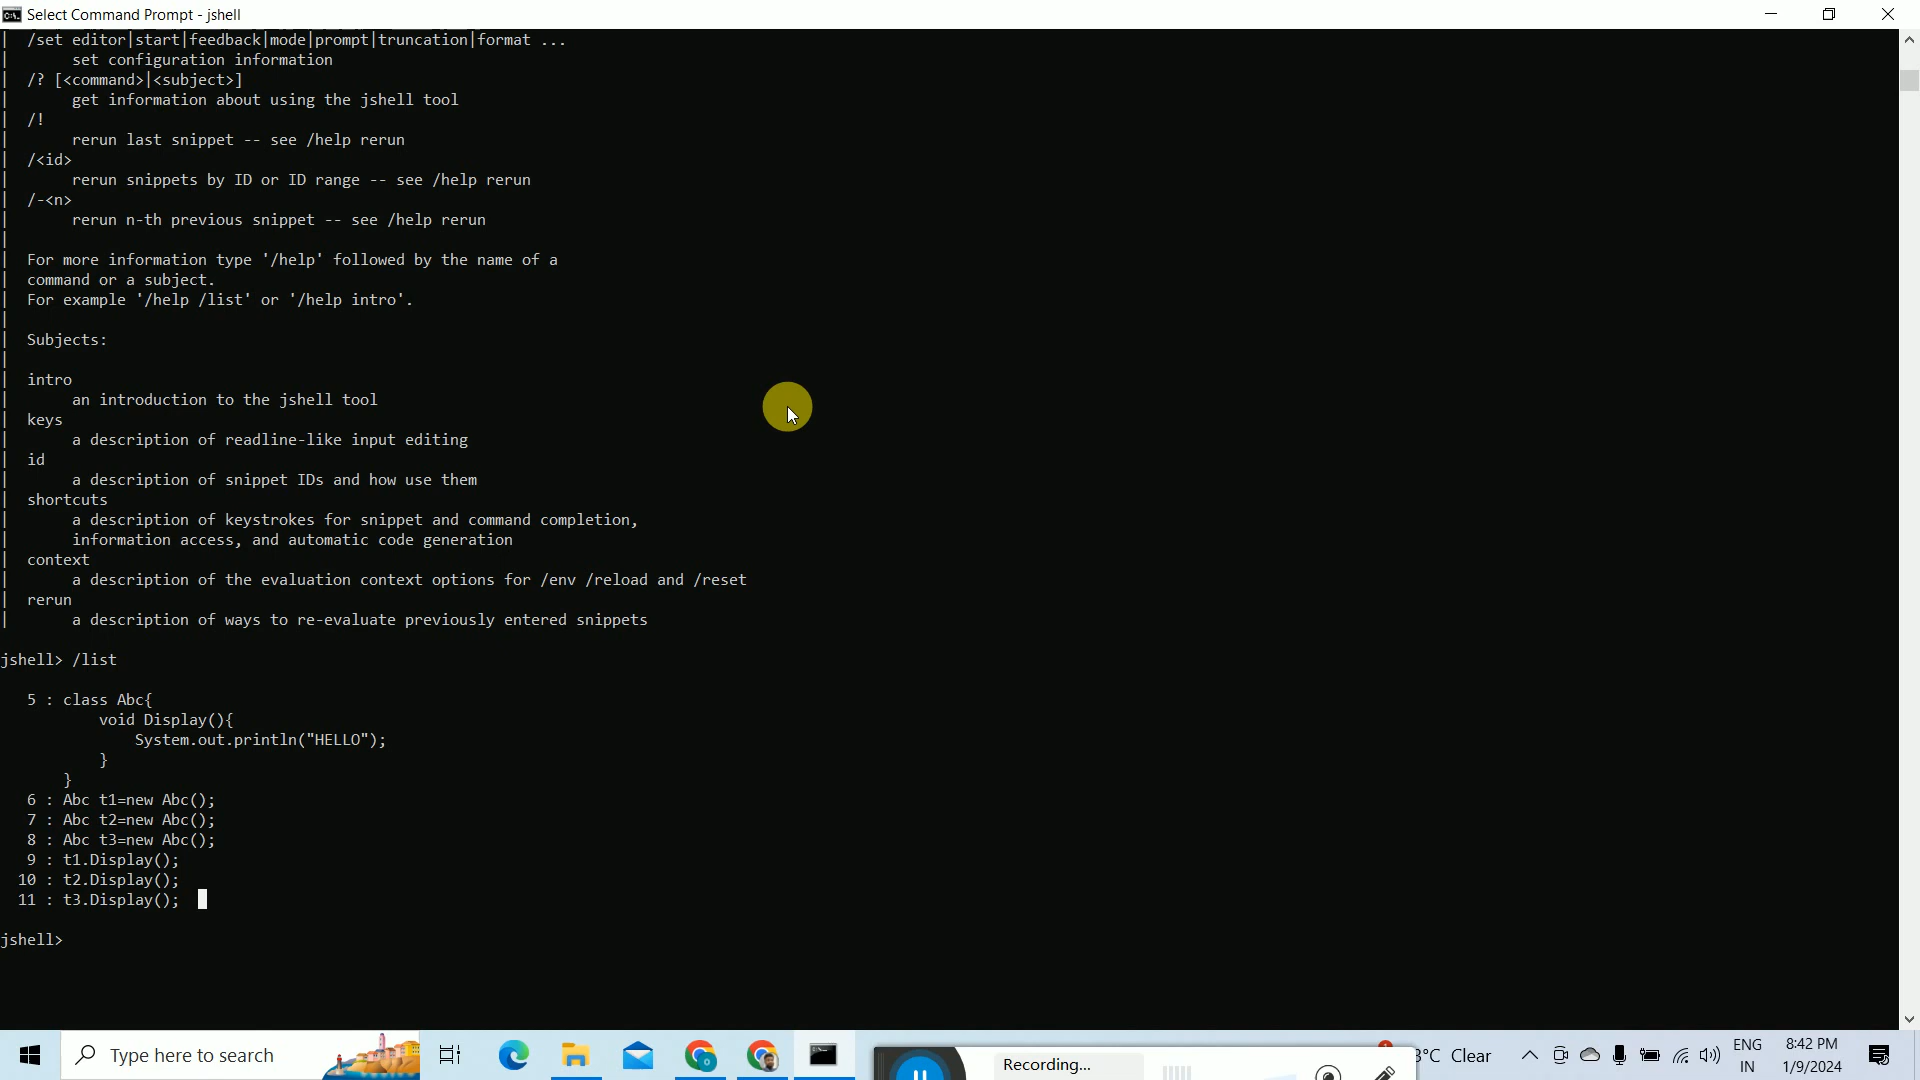 Select Command Prompt - jshell
| /set editor|start|feedback|mode|prompt|truncation|format ...
| set configuration information
| /? [<command>|<subject>]
| get information about using the jshell tool
| /!
| rerun last snippet -- see /help rerun
| /<id>
| rerun snippets by ID or ID range -- see /help rerun
| /-<n>
| rerun n-th previous snippet -- see /help rerun
|
| For more information type '/help' followed by the name of a
| command or a subject.
| For example '/help /list' or '/help intro'.
|
| Subjects:
|
| intro
| an introduction to the jshell tool
| keys
| a description of readline-like input editing
| id
| a description of snippet IDs and how use them
| shortcuts
| a description of keystrokes for snippet and command completion,
| information access, and automatic code generation
| context
| a description of the evaluation context options for /env /reload and /reset
| rerun
| a description of ways to re-evaluate previously entered snippets
jshell> /list
5 : class Abc{
void Display(){
System.out.println("HELLO");
}
}
6 : Abc t1=new Abc();
7 : Abc t2=new Abc();
8 : Abc t3=new Abc();
9 : t1.Display();
10 : t2.Display();
11 : t3.Display();
jshell>
Type here to search
Recording...
3°C Clear
ENG
IN
8:42 PM
1/9/2024